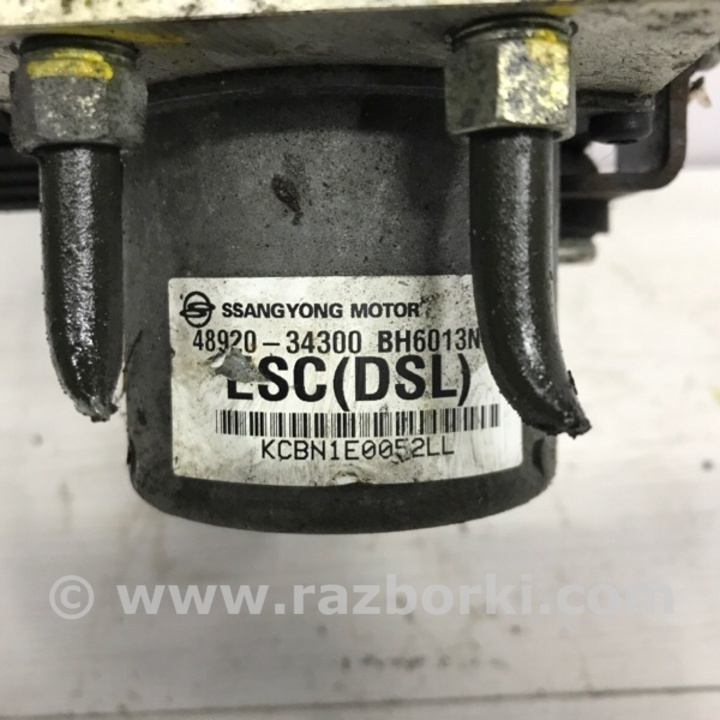 SSANGYONG MOTOR
48920-34300 BH6013N
ESC(DSL)
KCBN1E0052LL
© www.razborki.com